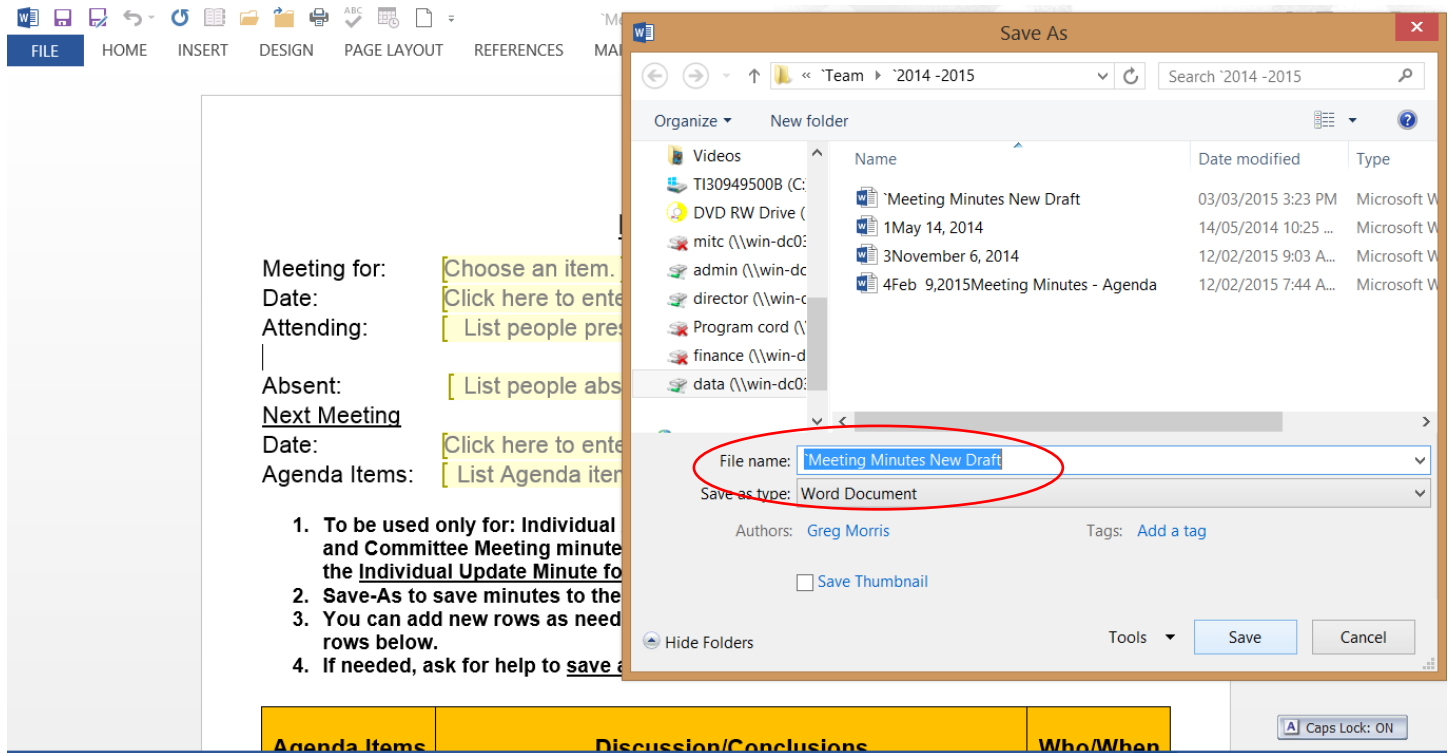 ABC
Save As
FILE HOME INSERT DESIGN PAGE LAYOUT REFERENCES
« `Team `2014 -2015 Search `2014 -2015
Organize New folder
Name Date modified Type
Videos
TI30949500B (C:
DVD RW Drive (
mitc (\\win-dc03
admin (\\win-dc
director (\\win-c
Program cord (\
finance (\\win-d
data (\\win-dc03
`Meeting Minutes New Draft 03/03/2015 3:23 PM Microsoft W
1May 14, 2014 14/05/2014 10:25 ... Microsoft W
3November 6, 2014 12/02/2015 9:03 A... Microsoft W
4Feb 9,2015Meeting Minutes - Agenda 12/02/2015 7:44 A... Microsoft W
File name: `Meeting Minutes New Draft
Save as type: Word Document
Authors: Greg Morris Tags: Add a tag
Save Thumbnail
Hide Folders Tools Save Cancel
Meeting for: [Choose an item.
Date: [Click here to ente
Attending: [ List people pres
Absent: [ List people abs
Next Meeting
Date: [Click here to ente
Agenda Items: [ List Agenda iter
1. To be used only for: Individual
and Committee Meeting minute
the Individual Update Minute fo
2. Save-As to save minutes to the
3. You can add new rows as need
rows below.
4. If needed, ask for help to save a
Agenda Items Discussion/Conclusions Who/When
A Caps Lock: ON